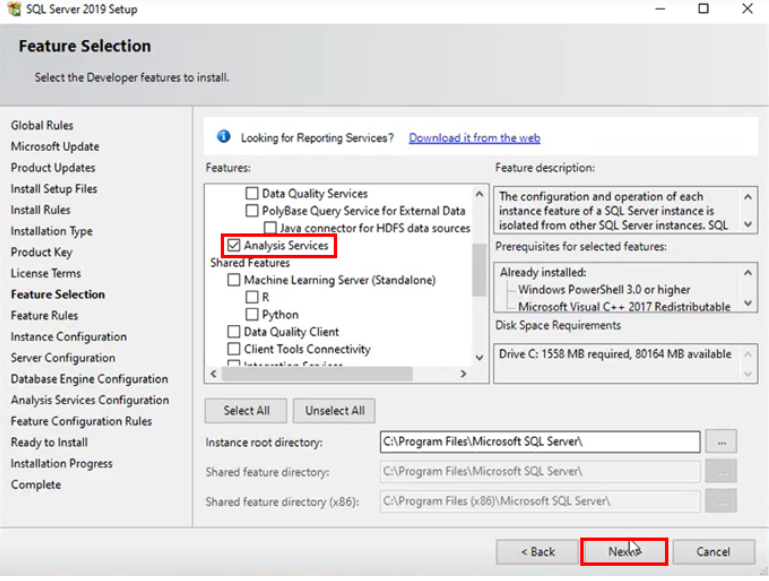 SQL Server 2019 Setup
Feature Selection
Select the Developer features to install.
Global Rules
Microsoft Update
Product Updates
Install Setup Files
Install Rules
Installation Type
Product Key
License Terms
Feature Selection
Feature Rules
Instance Configuration
Server Configuration
Database Engine Configuration
Analysis Services Configuration
Feature Configuration Rules
Ready to Install
Installation Progress
Complete
Looking for Reporting Services? Download it from the web
Features:
Data Quality Services
PolyBase Query Service for External Data
Java connector for HDFS data sources
Analysis Services
Shared Features
Machine Learning Server (Standalone)
R
Python
Data Quality Client
Client Tools Connectivity
Integration Services
Feature description:
The configuration and operation of each
instance feature of a SQL Server instance is
isolated from other SQL Server instances. SQL
Prerequisites for selected features:
Already installed:
Windows PowerShell 3.0 or higher
Microsoft Visual C++ 2017 Redistributable
Disk Space Requirements
Drive C: 1558 MB required, 80164 MB available
Select All
Unselect All
Instance root directory:
C:\Program Files\Microsoft SQL Server\
...
Shared feature directory:
C:\Program Files\Microsoft SQL Server\
...
Shared feature directory (x86):
C:\Program Files (x86)\Microsoft SQL Server\
...
< Back
Next >
Cancel